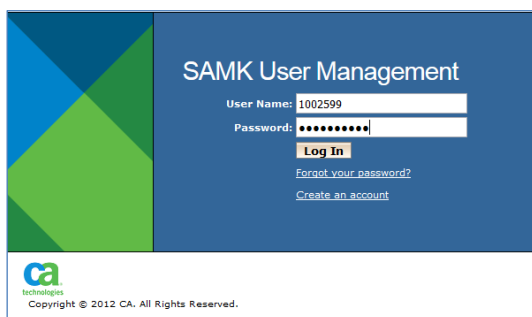 SAMK User Management
User Name: 1002599
Password: ●●●●●●●●●●
Log In
Forgot your password?
Create an account
ca
technologies
Copyright © 2012 CA. All Rights Reserved.